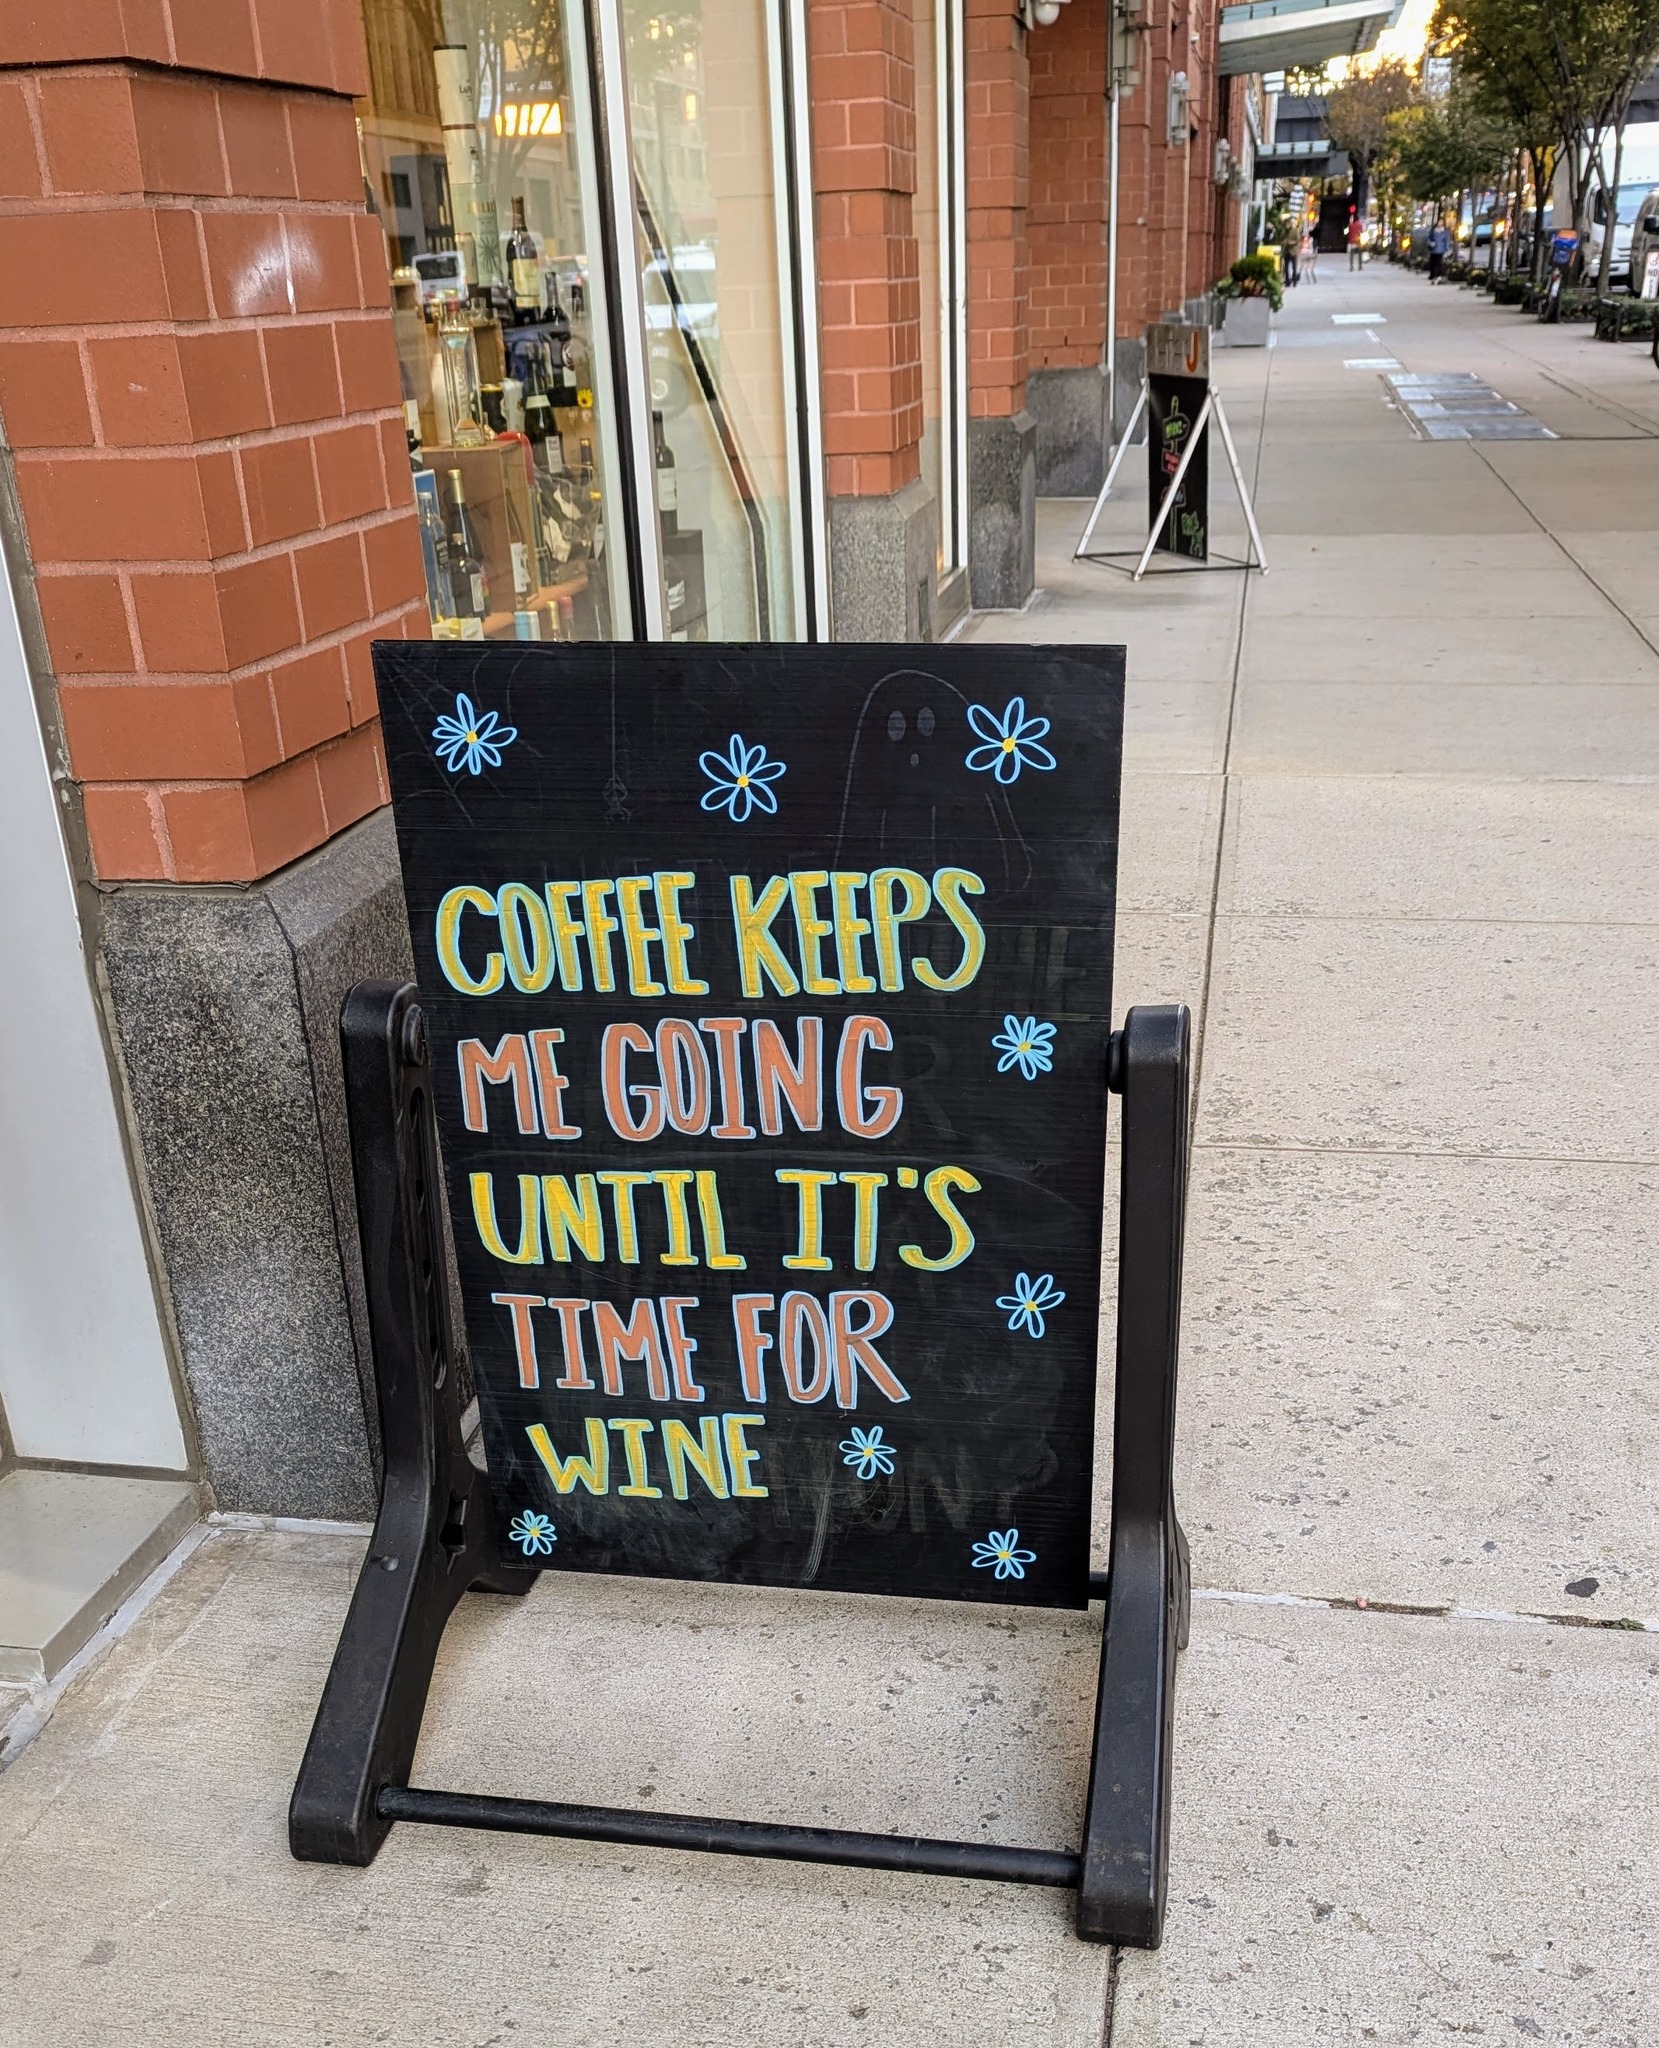 COFFEE KEEPS
ME GOING
UNTIL IT'S
TIME FOR
WINE